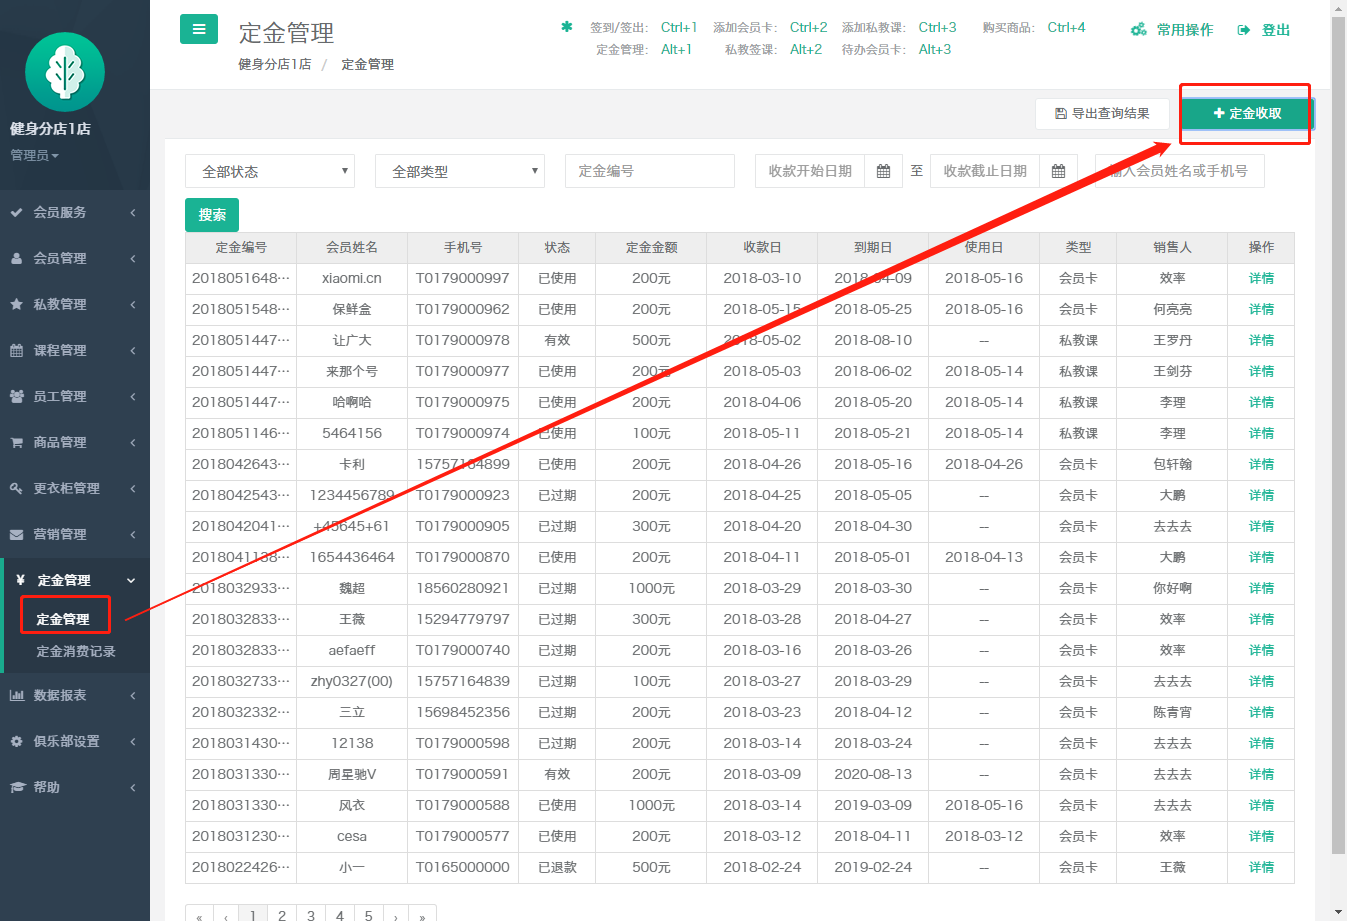 健身分店1店
管理员
会员服务
会员管理
私教管理
课程管理
员工管理
商品管理
更衣柜管理
营销管理
¥ 定金管理
定金管理
定金消费记录
数据报表
俱乐部设置
帮助
定金管理
健身分店1店 / 定金管理
签到/签出: Ctrl+1 添加会员卡: Ctrl+2 添加私教课: Ctrl+3 购买商品: Ctrl+4
定金管理: Alt+1 私教签课: Alt+2 待办会员卡: Alt+3
常用操作 登出
导出查询结果 定金收取
全部状态 全部类型 定金编号 收款开始日期 至 收款截止日期 输入会员姓名或手机号
搜索
定金编号 会员姓名 手机号 状态 定金金额 收款日 到期日 使用日 类型 销售人 操作
2018051648··· xiaomi.cn T0179000997 已使用 200元 2018-03-10 2018-04-09 2018-05-16 会员卡 效率 详情
2018051548··· 保鲜盒 T0179000962 已使用 200元 2018-05-15 2018-05-25 2018-05-16 会员卡 何亮亮 详情
2018051447··· 让广大 T0179000978 有效 500元 2018-05-02 2018-08-10 -- 私教课 王罗丹 详情
2018051447··· 来那个号 T0179000977 已使用 200元 2018-05-03 2018-06-02 2018-05-14 私教课 王剑芬 详情
2018051447··· 哈啊哈 T0179000975 已使用 200元 2018-04-06 2018-05-20 2018-05-14 私教课 李理 详情
2018051146··· 5464156 T0179000974 已使用 100元 2018-05-11 2018-05-21 2018-05-14 私教课 李理 详情
2018042643··· 卡利 15757164899 已使用 200元 2018-04-26 2018-05-16 2018-04-26 会员卡 包轩翰 详情
2018042543··· 1234456789 T0179000923 已过期 200元 2018-04-25 2018-05-05 -- 会员卡 大鹏 详情
2018042041··· +45645+61 T0179000905 已过期 300元 2018-04-20 2018-04-30 -- 会员卡 去去去 详情
2018041138··· 1654436464 T0179000870 已使用 200元 2018-04-11 2018-05-01 2018-04-13 会员卡 大鹏 详情
2018032933··· 魏超 18560280921 已过期 1000元 2018-03-29 2018-03-30 -- 会员卡 你好啊 详情
2018032833··· 王薇 15294779797 已过期 300元 2018-03-28 2018-04-27 -- 会员卡 效率 详情
2018032833··· aefaeff T0179000740 已过期 200元 2018-03-16 2018-03-26 -- 会员卡 效率 详情
2018032733··· zhy0327(00) 15757164839 已过期 100元 2018-03-27 2018-03-29 -- 会员卡 去去去 详情
2018032332··· 三立 15698452356 已过期 200元 2018-03-23 2018-04-12 -- 会员卡 陈青宵 详情
2018031430··· 12138 T0179000598 已过期 200元 2018-03-14 2018-03-24 -- 会员卡 去去去 详情
2018031330··· 周星驰V T0179000591 有效 200元 2018-03-09 2020-08-13 -- 会员卡 去去去 详情
2018031330··· 风衣 T0179000588 已使用 1000元 2018-03-14 2019-03-09 2018-05-16 会员卡 去去去 详情
2018031230··· cesa T0179000577 已使用 200元 2018-03-12 2018-04-11 2018-03-12 会员卡 效率 详情
2018022426··· 小一 T0165000000 已退款 500元 2018-02-24 2019-02-24 -- 会员卡 王薇 详情
« ‹ 1 2 3 4 5 › »